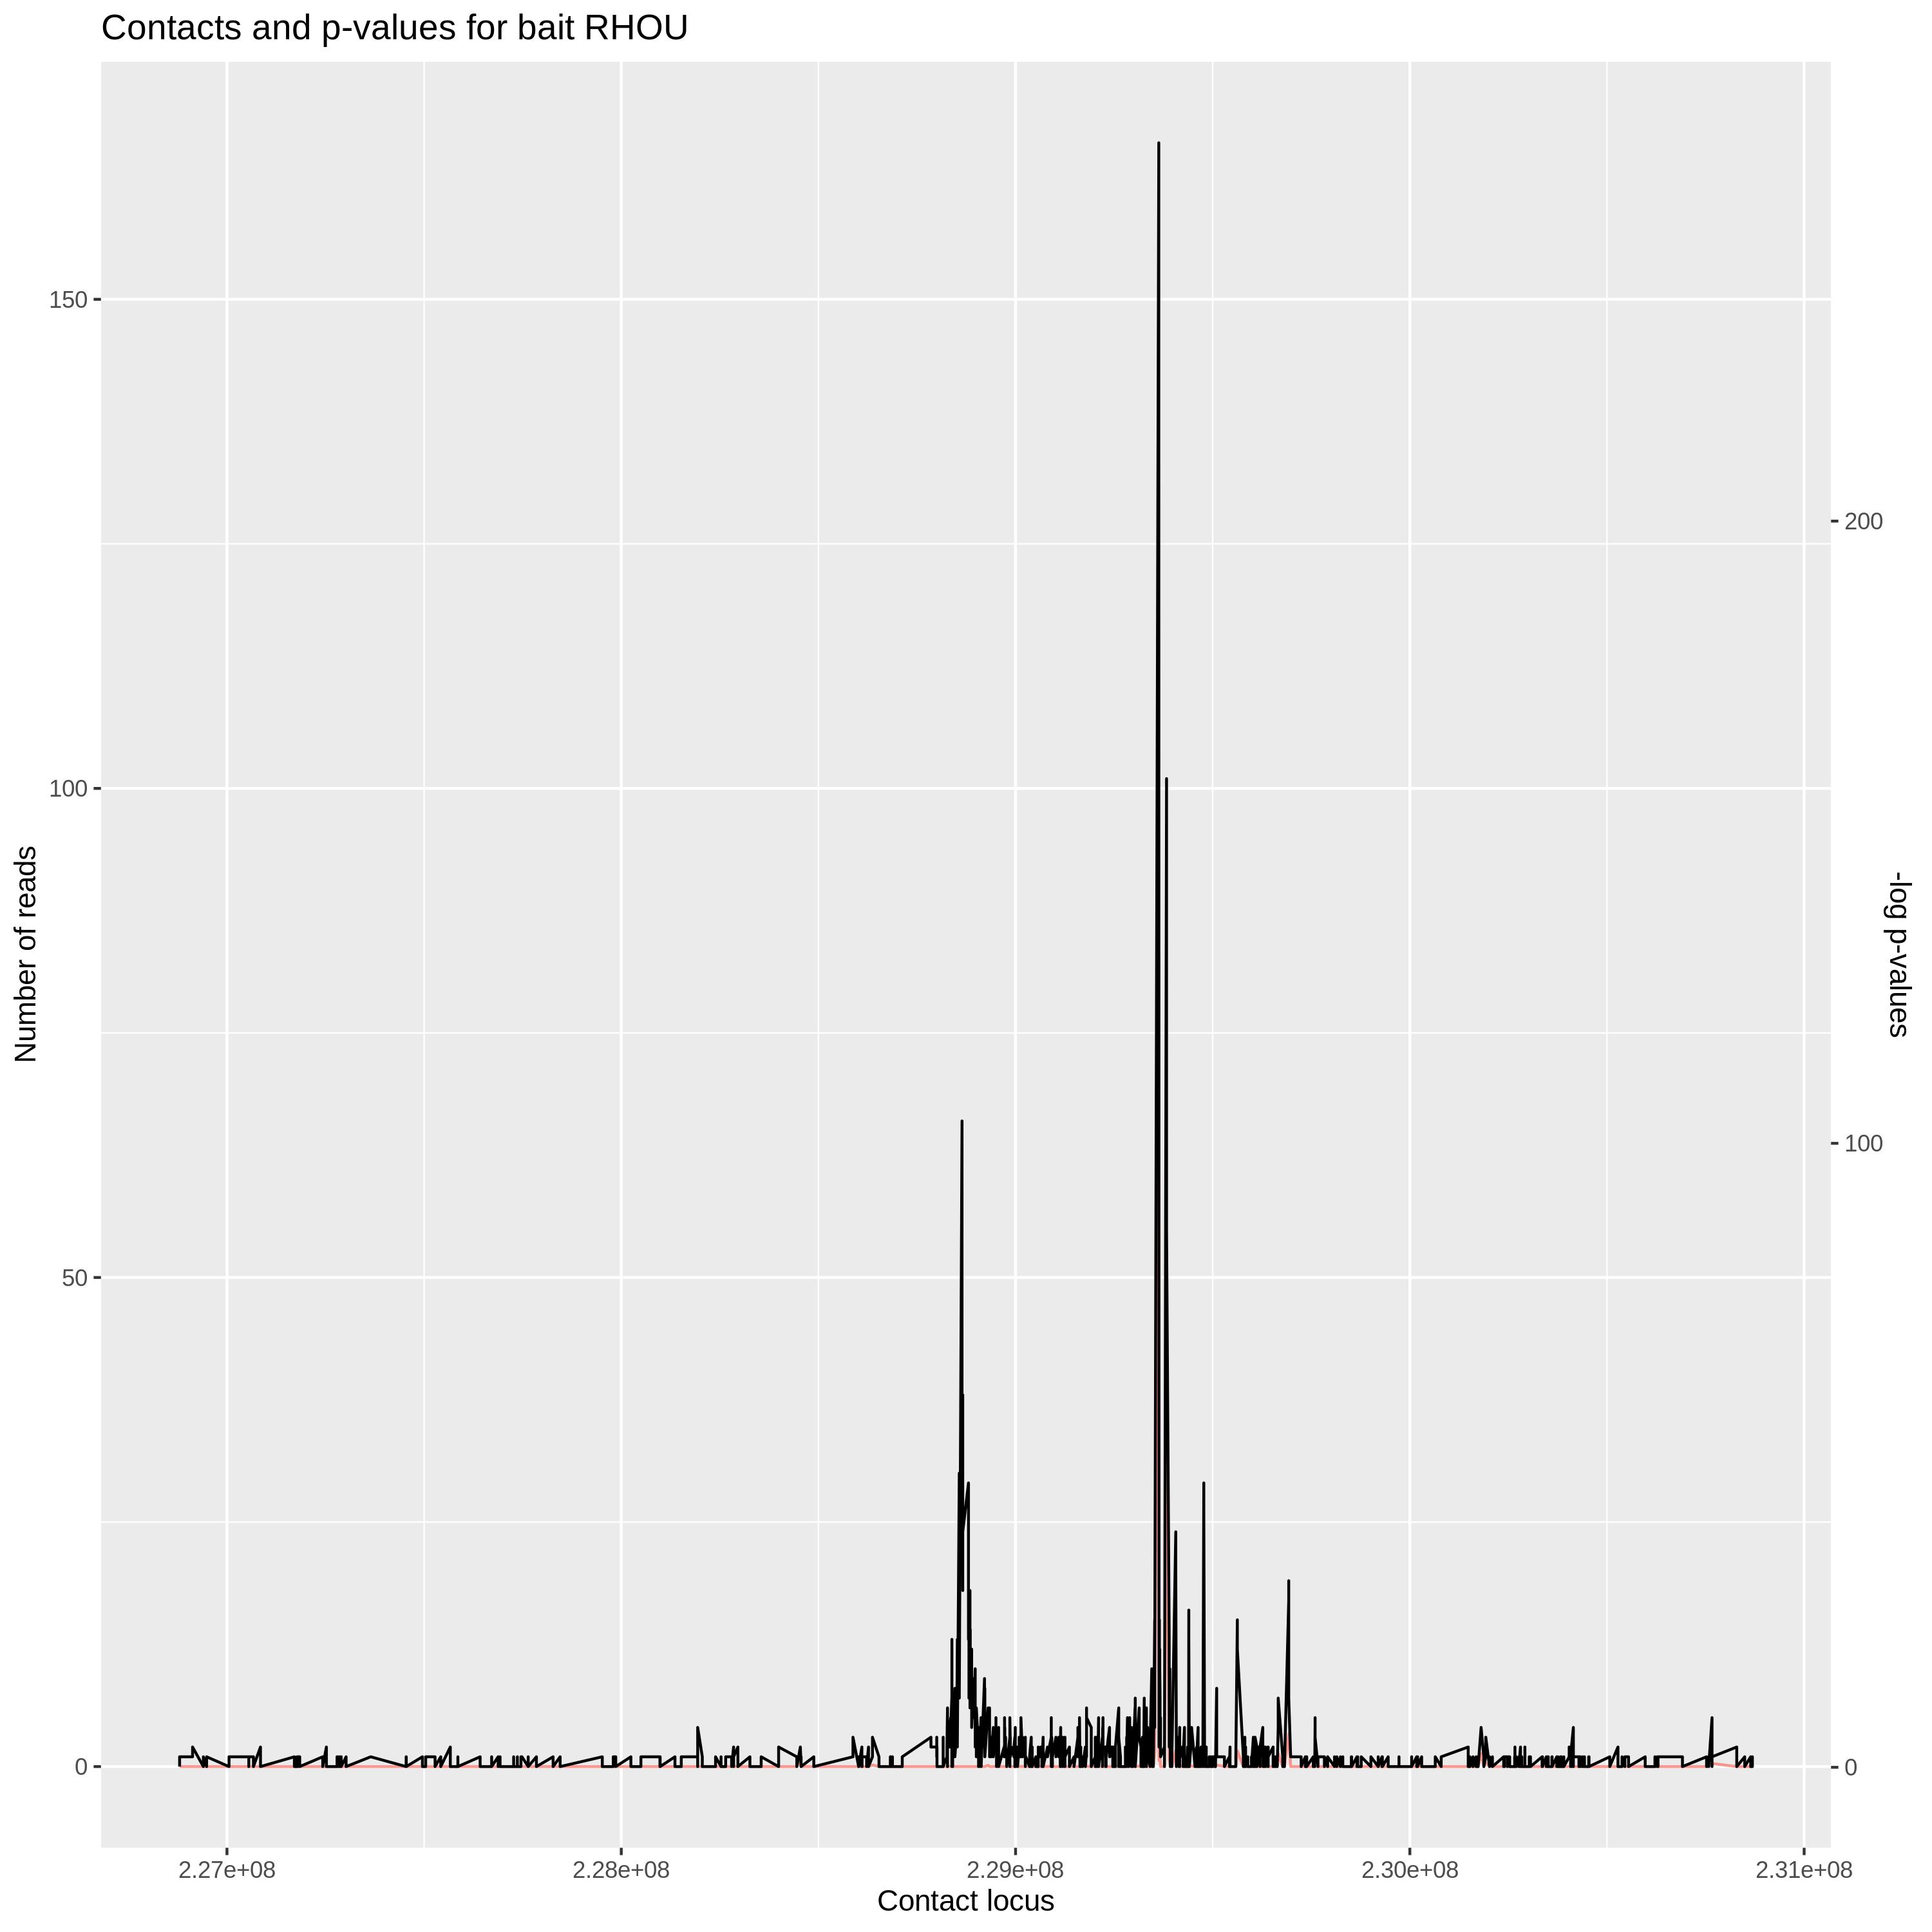 Contacts and p-values for bait RHOU
150
100
50
0
Number of reads
200
100
0
-log p-values
2.27e+08 2.28e+08 2.29e+08 2.30e+08 2.31e+08
Contact locus